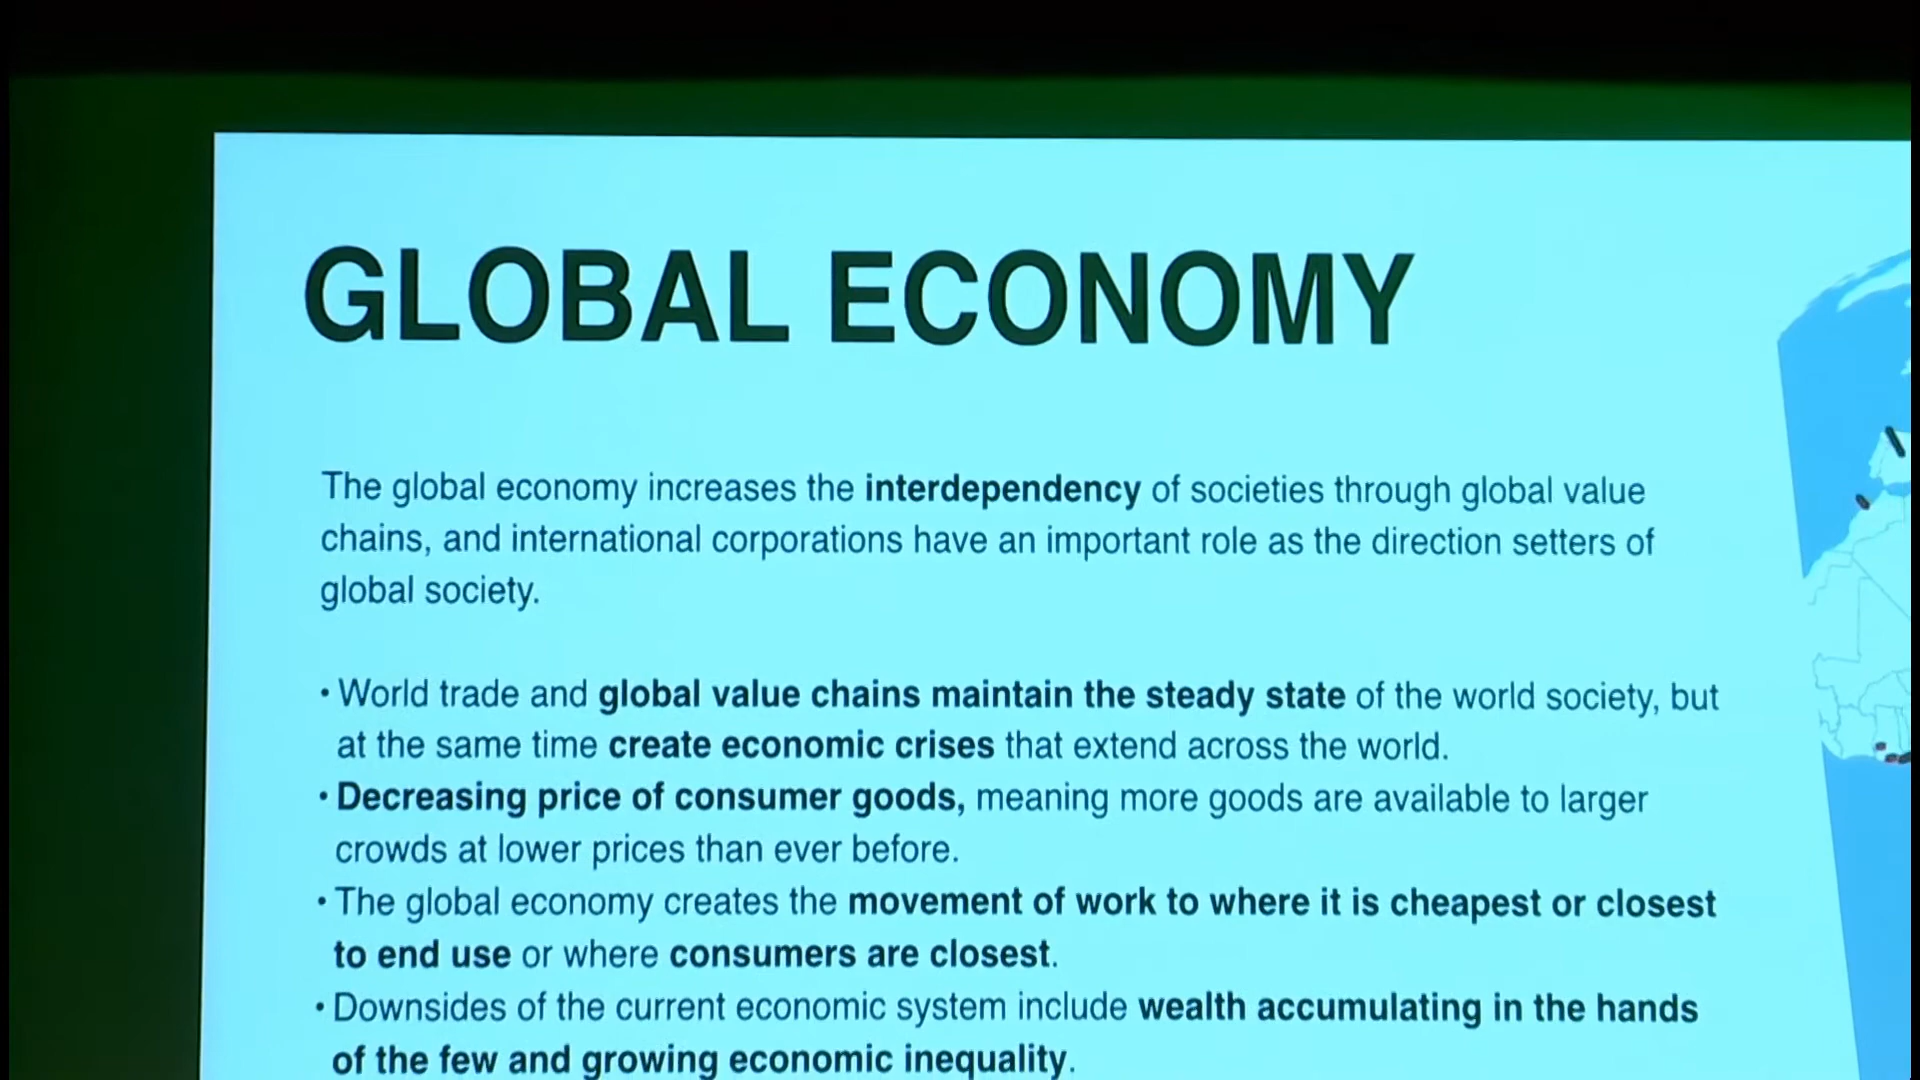 GLOBAL ECONOMY
The global economy increases the interdependency of societies through global value
chains, and international corporations have an important role as the direction setters of
global society.
• World trade and global value chains maintain the steady state of the world society, but
at the same time create economic crises that extend across the world.
• Decreasing price of consumer goods, meaning more goods are available to larger
crowds at lower prices than ever before.
• The global economy creates the movement of work to where it is cheapest or closest
to end use or where consumers are closest.
• Downsides of the current economic system include wealth accumulating in the hands
of the few and growing economic inequality.